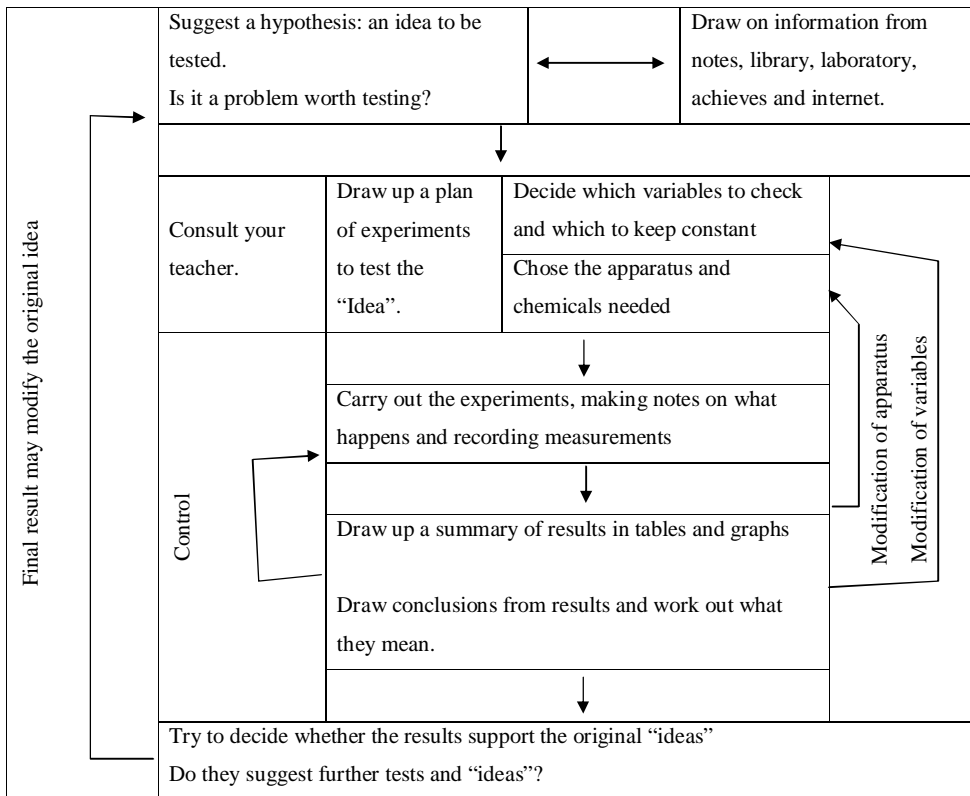 Suggest a hypothesis: an idea to be
tested.
Is it a problem worth testing?
Draw on information from
notes, library, laboratory,
achieves and internet.
Final result may modify the original idea
Consult your
teacher.
Draw up a plan
of experiments
to test the
“Idea”.
Decide which variables to check
and which to keep constant
Chose the apparatus and
chemicals needed
Control
Carry out the experiments, making notes on what
happens and recording measurements
Draw up a summary of results in tables and graphs
Draw conclusions from results and work out what
they mean.
Modification of apparatus
Modification of variables
Try to decide whether the results support the original “ideas”
Do they suggest further tests and “ideas”?